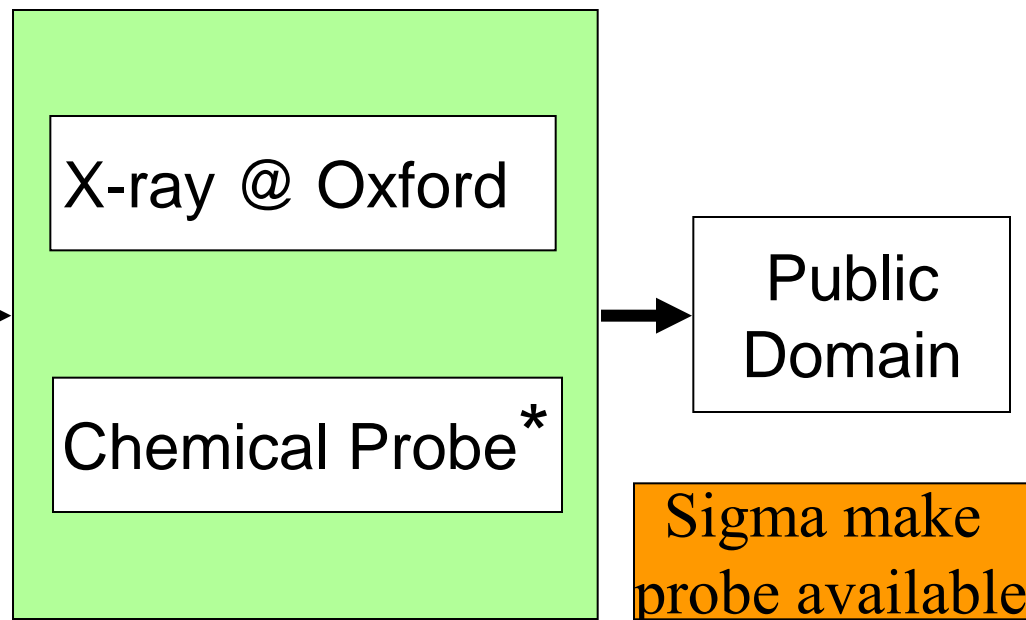 X-ray @ Oxford
Chemical Probe*
Public
Domain
Sigma make
probe available